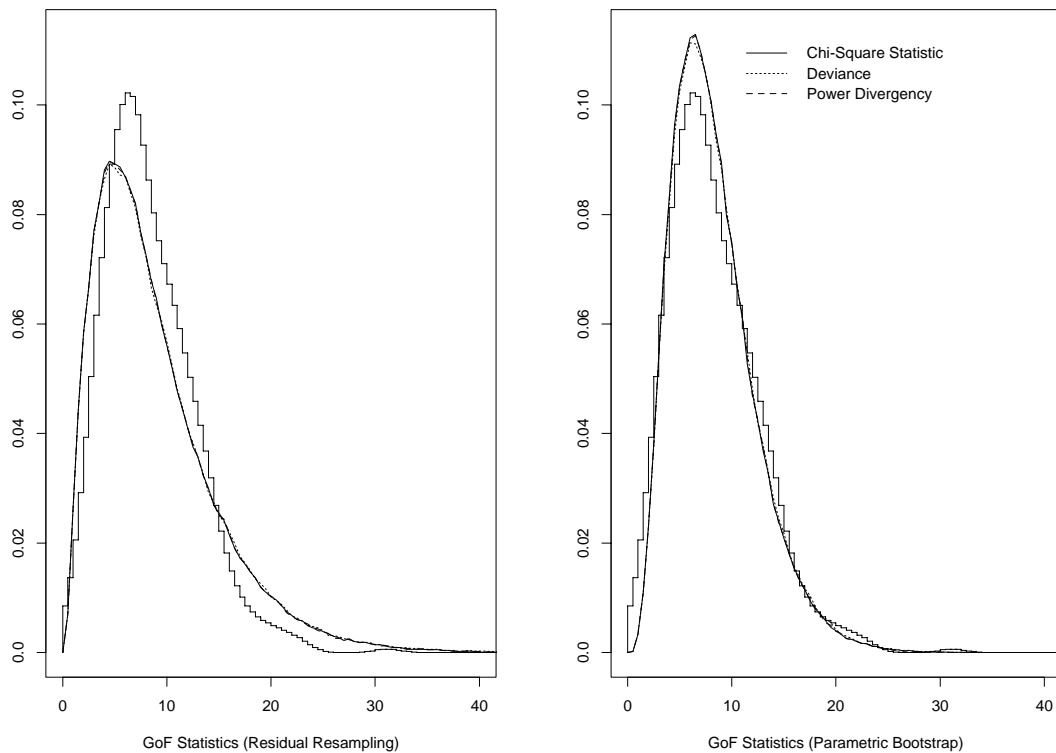 0.10
0.08
0.06
0.04
0.02
0.0
0 10 20 30 40
GoF Statistics (Residual Resampling)
Chi-Square Statistic
Deviance
Power Divergency
0.10
0.08
0.06
0.04
0.02
0.0
0 10 20 30 40
GoF Statistics (Parametric Bootstrap)